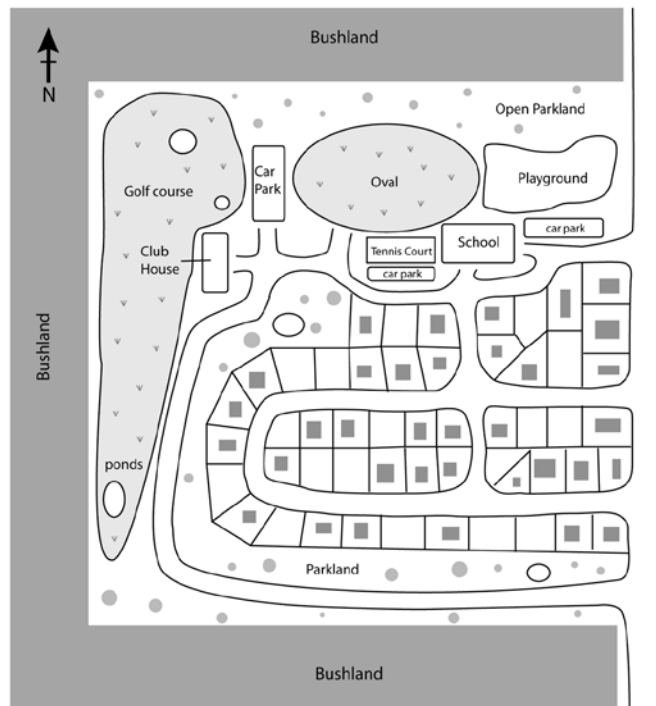 Bushland
N
Open Parkland
Car
Park
Oval
Playground
Golf course
car park
School
Tennis Court
Club
House
car park
Bushland
ponds
Parkland
Bushland